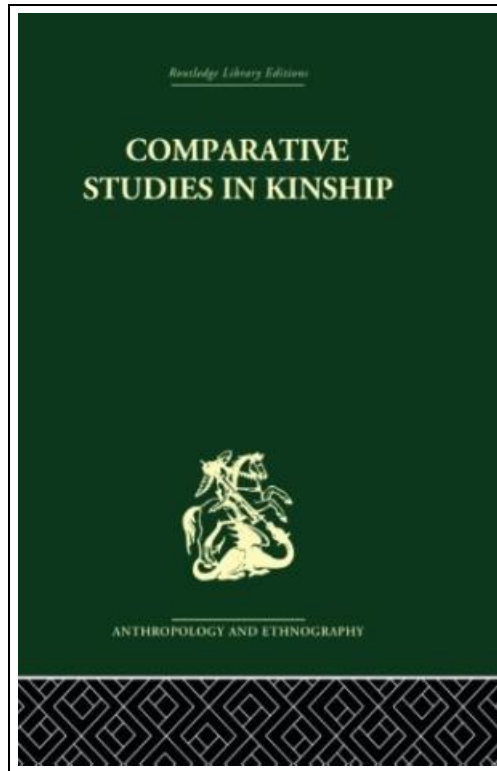 Routledge Library Editions
COMPARATIVE
STUDIES IN KINSHIP
ANTHROPOLOGY AND ETHNOGRAPHY